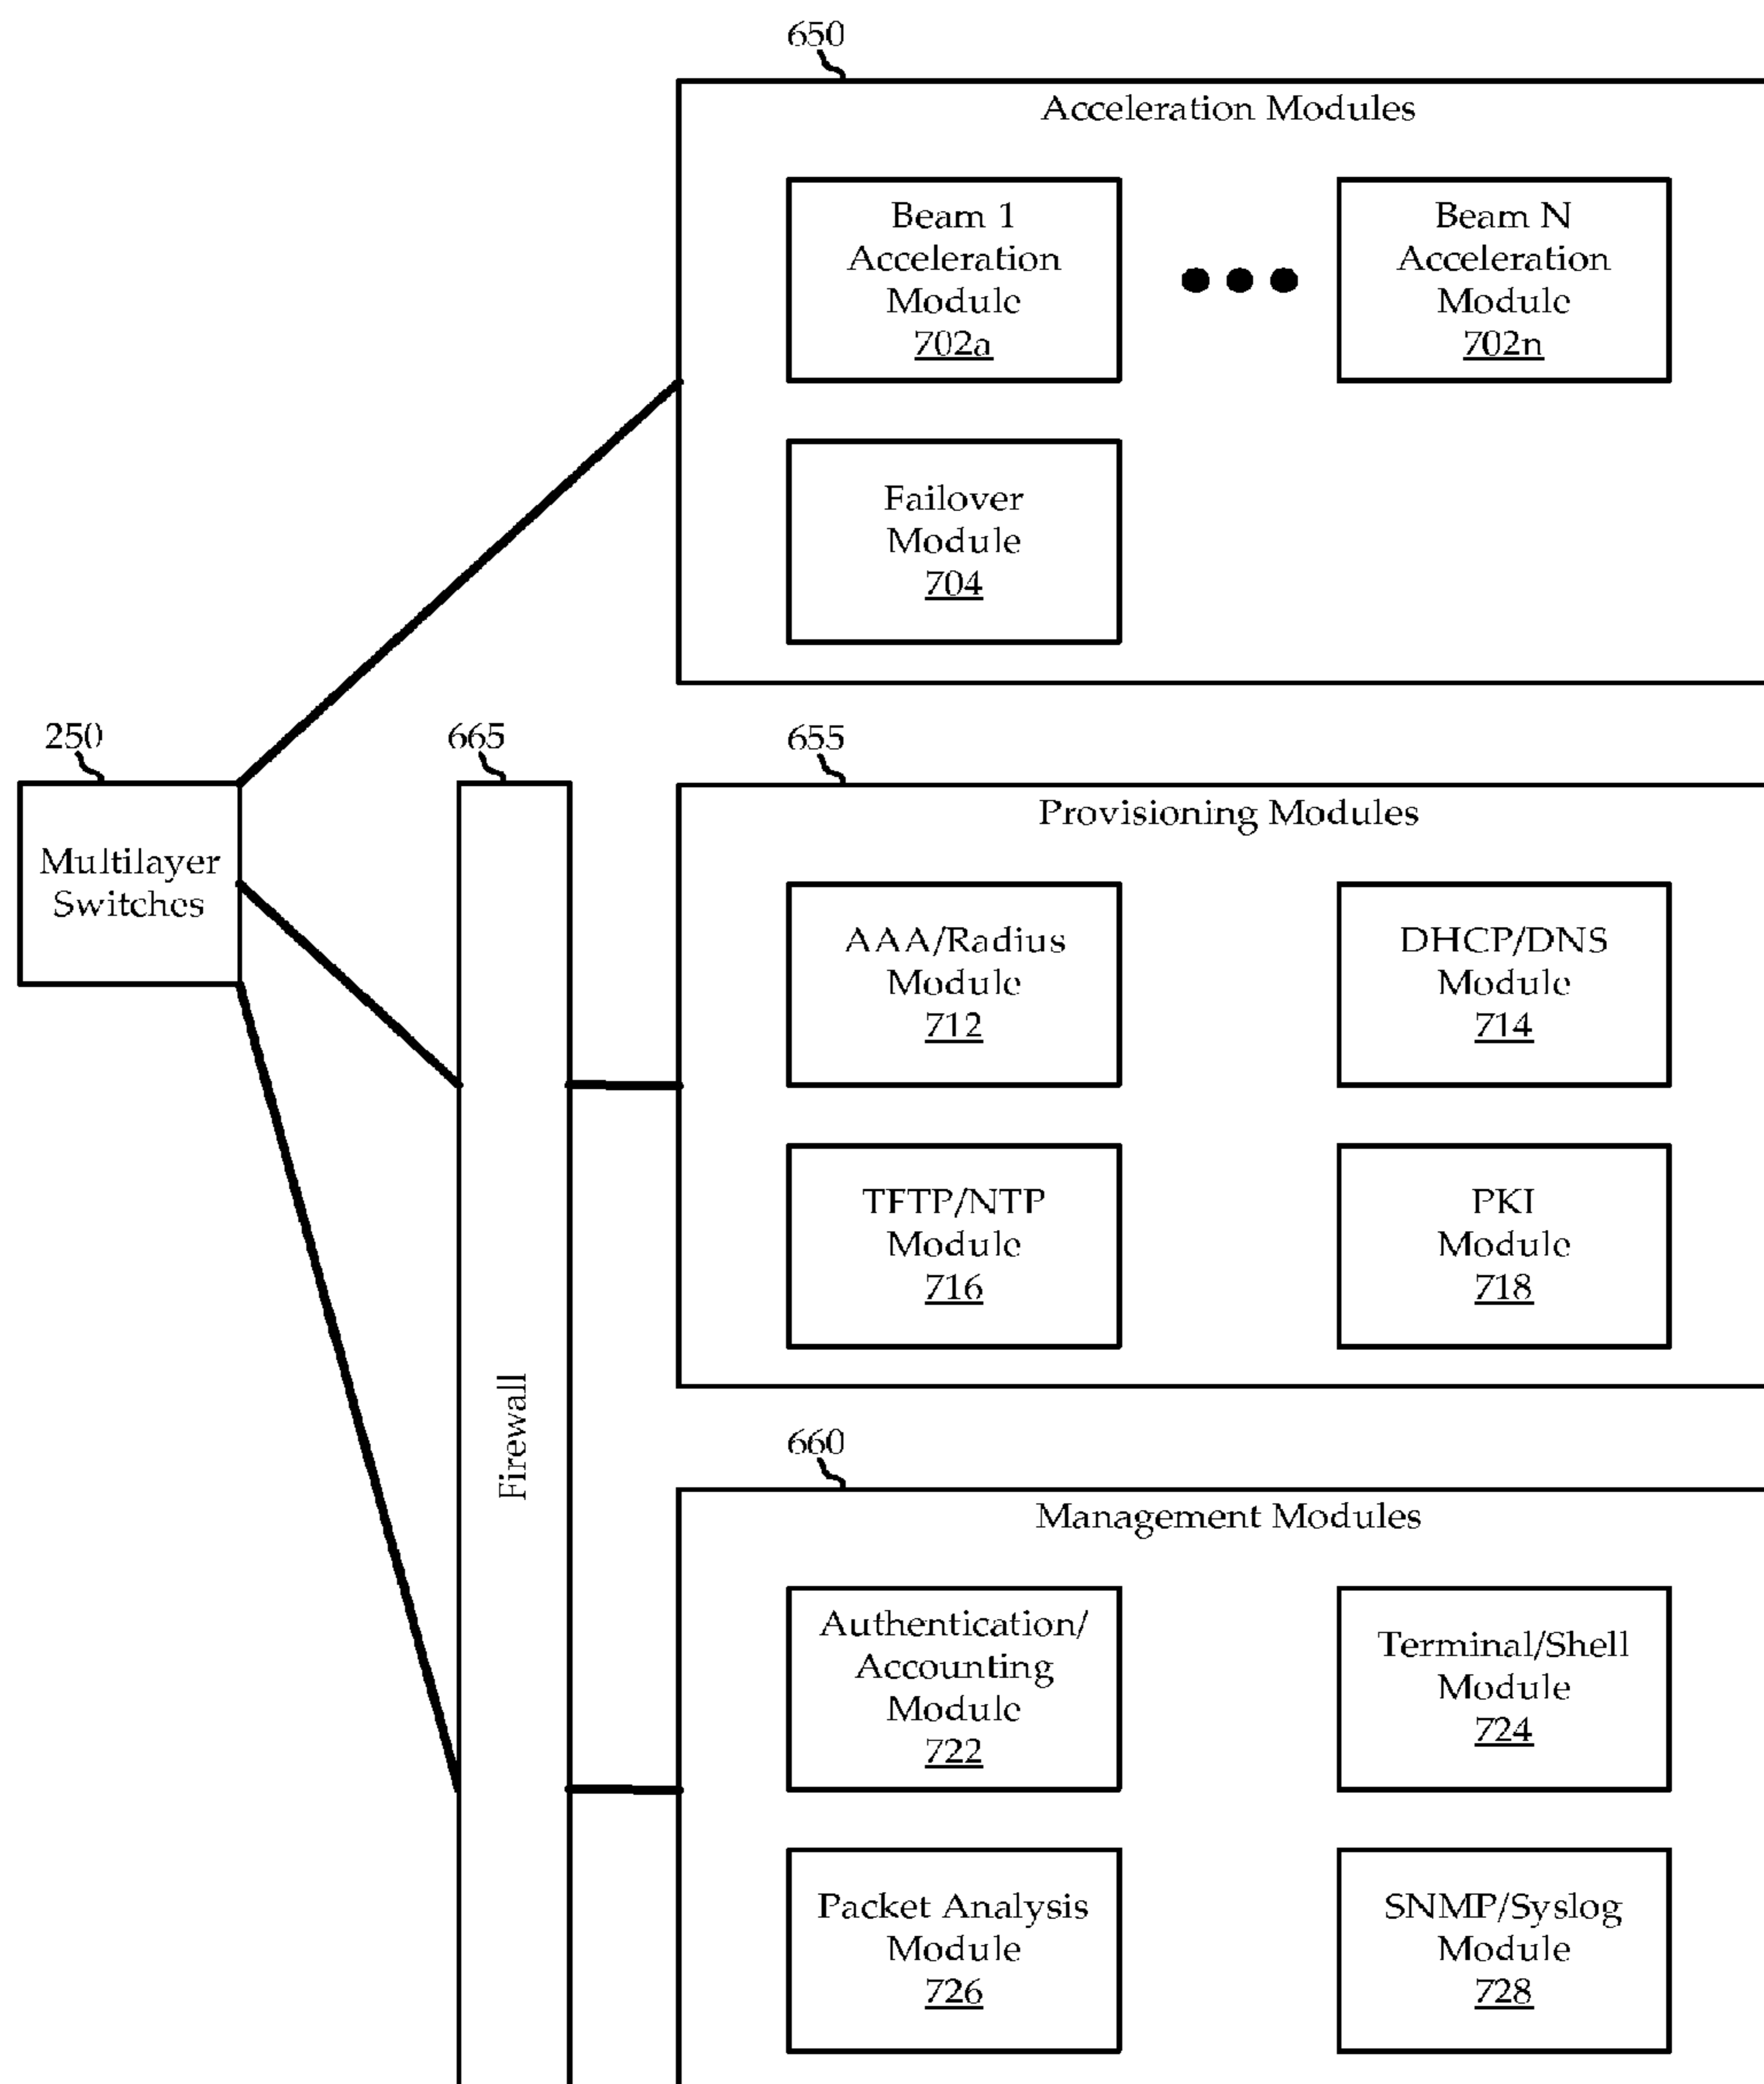 650
Acceleration Modules
Beam 1
Acceleration
Module
702a
Beam N
Acceleration
Module
702n
Failover
Module
704
250
Multilayer
Switches
665
Firewall
655
Provisioning Modules
AAA/Radius
Module
712
DHCP/DNS
Module
714
TFTP/NTP
Module
716
PKI
Module
718
660
Management Modules
Authentication/
Accounting
Module
722
Terminal/Shell
Module
724
Packet Analysis
Module
726
SNMP/Syslog
Module
728